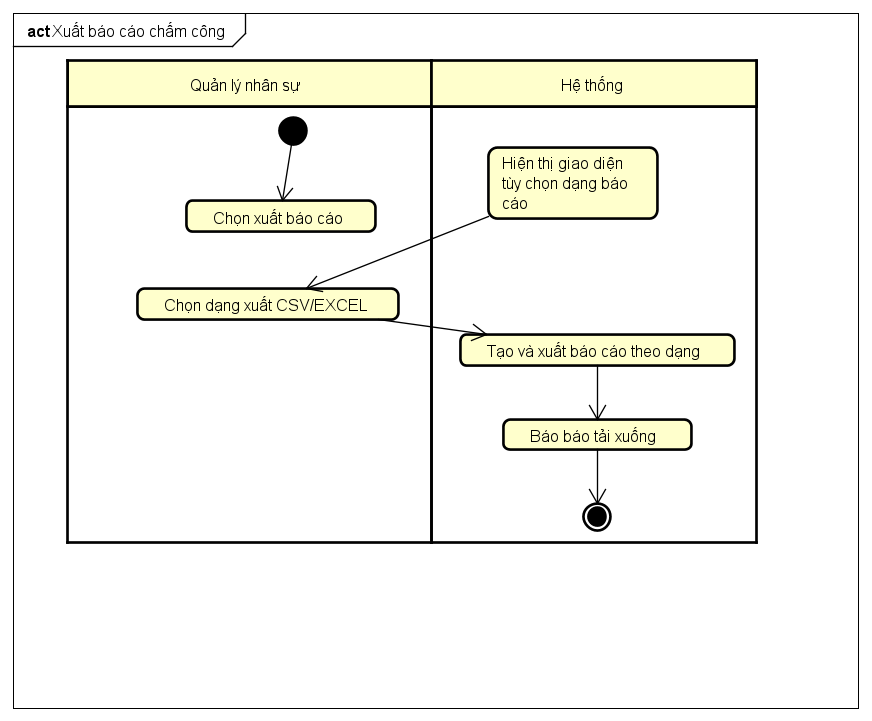 act Xuất báo cáo chấm công
Quản lý nhân sự
Hệ thống
Hiện thị giao diện
tùy chọn dạng báo
cáo
Chọn xuất báo cáo
Chọn dạng xuất CSV/EXCEL
Tạo và xuất báo cáo theo dạng
Báo báo tải xuống